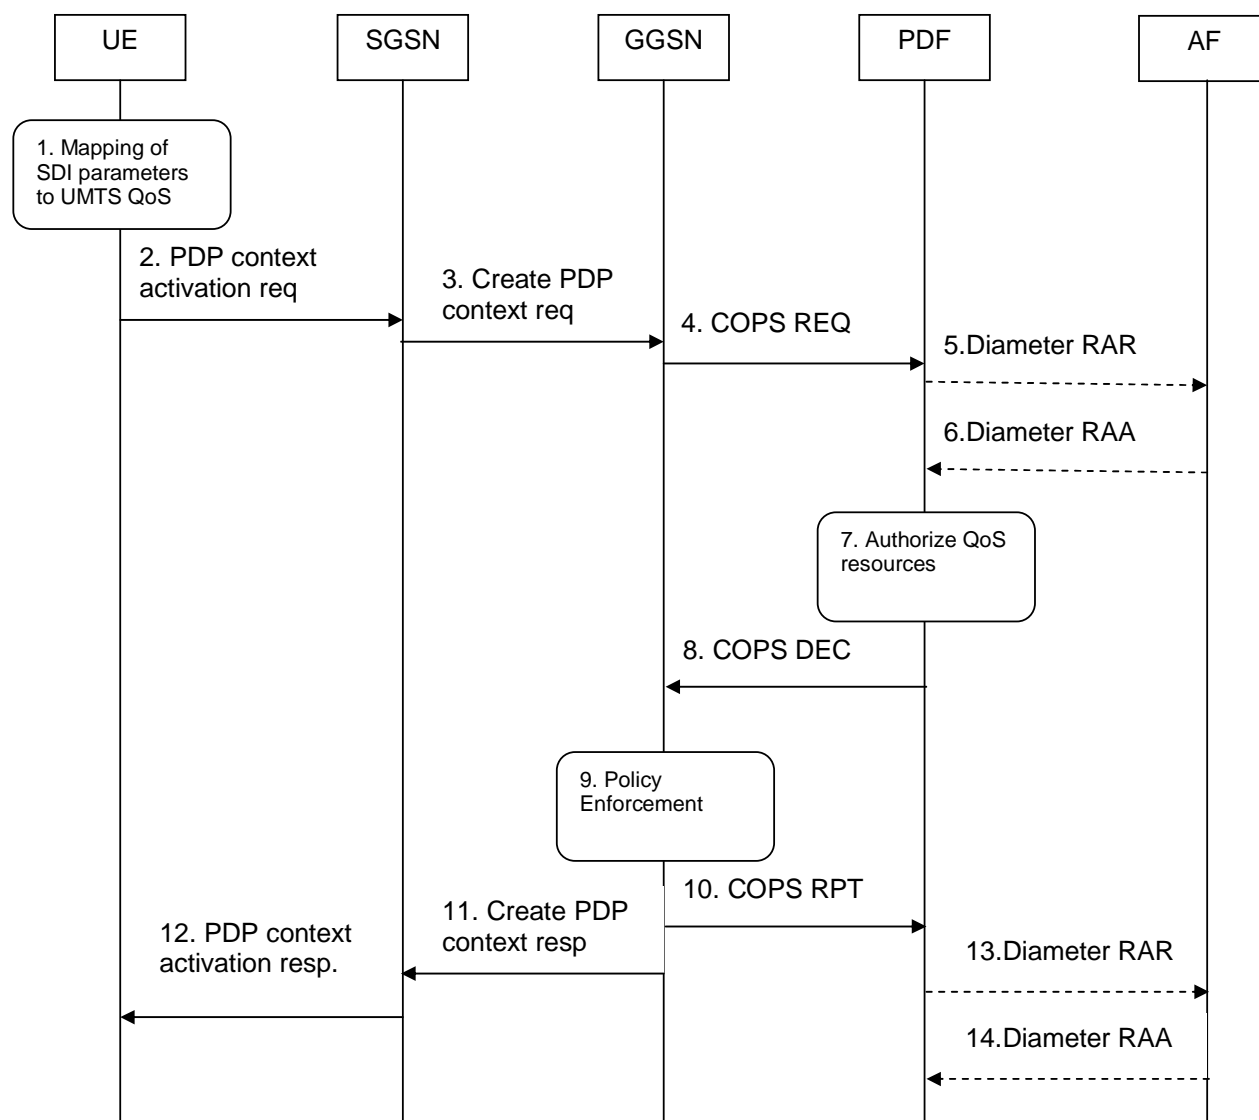 UE
SGSN
GGSN
PDF
AF
1. Mapping of
SDI parameters
to UMTS QoS
2. PDP context
activation req
3. Create PDP
context req
4. COPS REQ
5.Diameter RAR
6.Diameter RAA
7. Authorize QoS
resources
8. COPS DEC
9. Policy
Enforcement
10. COPS RPT
11. Create PDP
context resp
12. PDP context
activation resp.
13.Diameter RAR
14.Diameter RAA